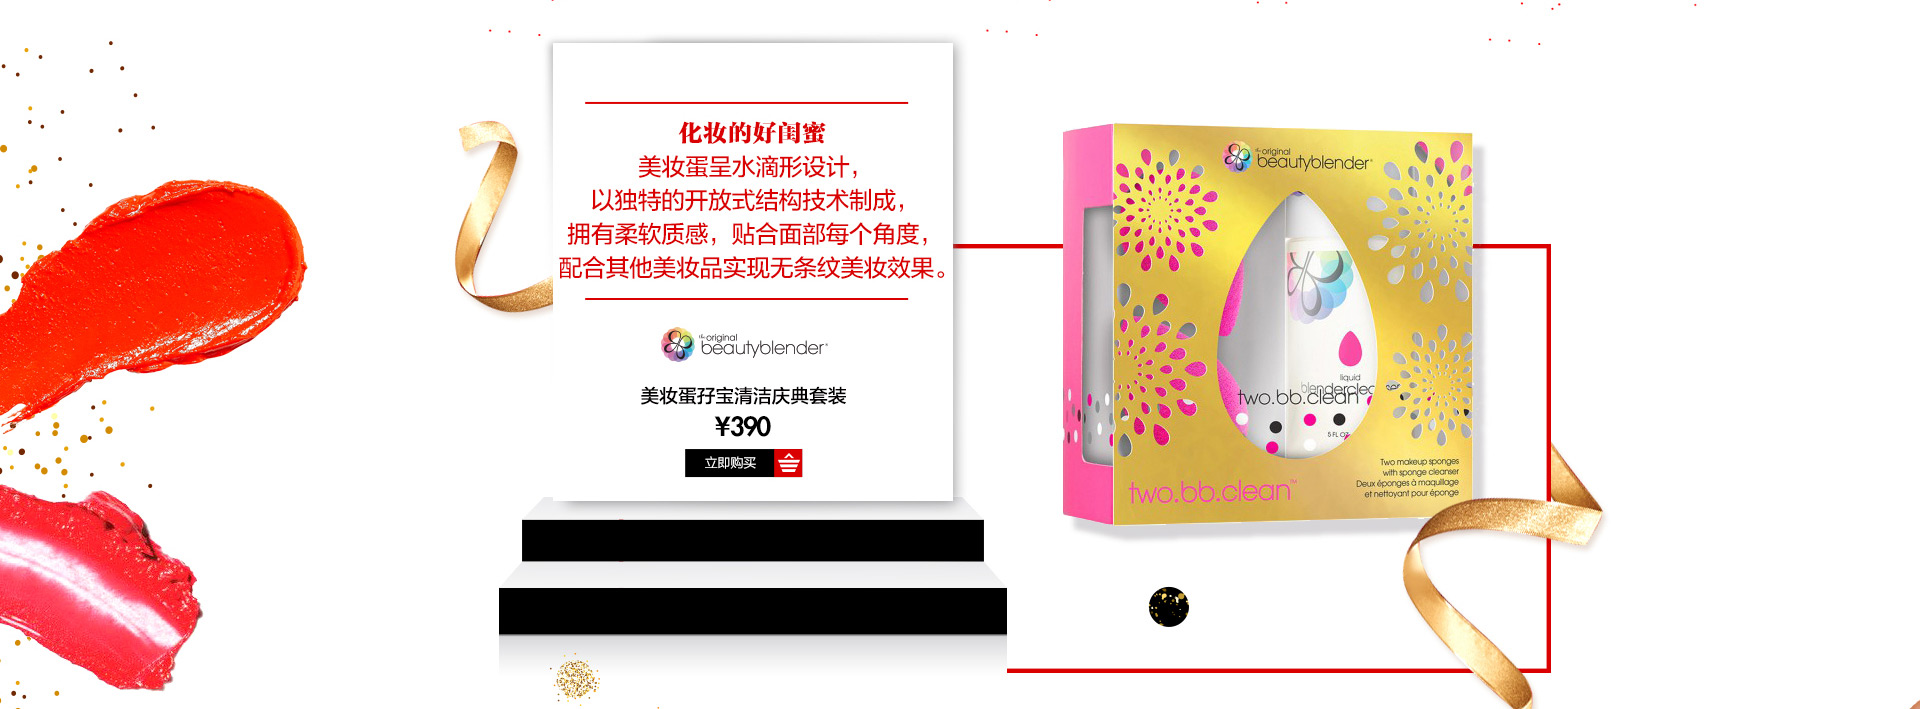 化妆的好闺蜜
美妆蛋呈水滴形设计，
以独特的开放式结构技术制成，
拥有柔软质感，贴合面部每个角度，
配合其他美妆品实现无条纹美妆效果。
the original
beautyblender®
美妆蛋孖宝清洁庆典套装
¥390
立即购买
the original
beautyblender®
liquid
two.bb.clean
5 FL OZ
Two makeup sponges
with sponge cleanser
Deux éponges à maquillage
et nettoyant pour éponge
two.bb.clean™